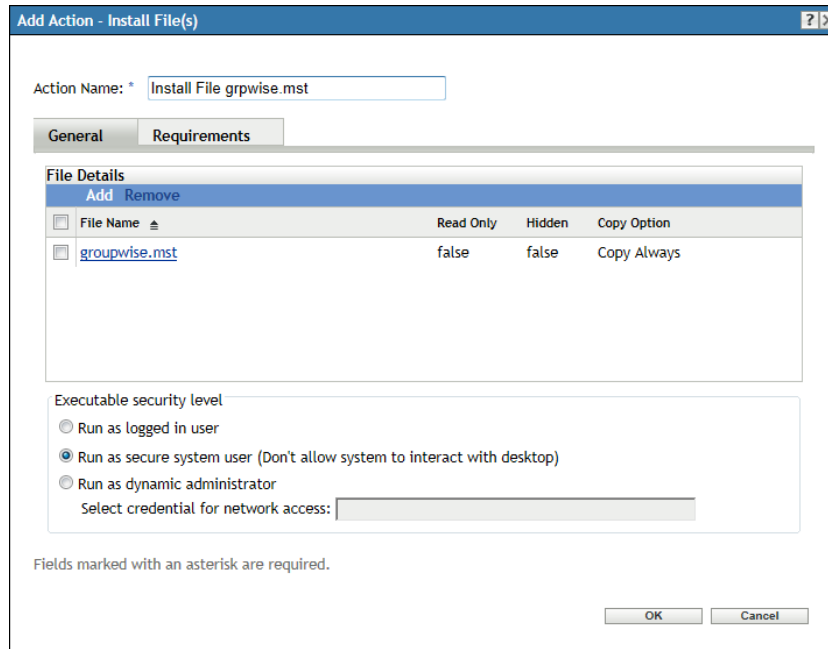 Add Action - Install File(s) ?
Action Name: * Install File grpwise.mst
General Requirements
File Details
Add Remove
File Name Read Only Hidden Copy Option
groupwise.mst false false Copy Always
Executable security level
Run as logged in user
Run as secure system user (Don't allow system to interact with desktop)
Run as dynamic administrator
Select credential for network access:
Fields marked with an asterisk are required.
OK Cancel